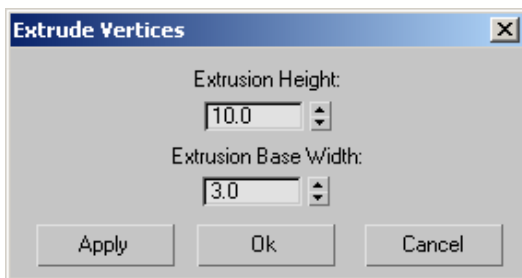 Extrude Vertices
Extrusion Height:
10.0
Extrusion Base Width:
3.0
Apply Ok Cancel